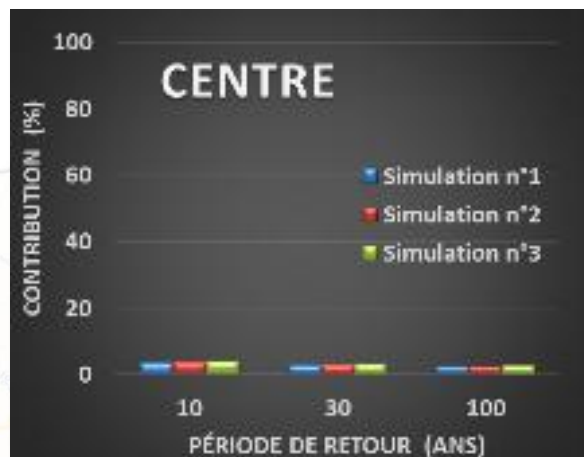 CENTRE
CONTRIBUTION (%)
100
80
60
40
20
0
Simulation n°1
Simulation n°2
Simulation n°3
10 30 100
PÉRIODE DE RETOUR (ANS)